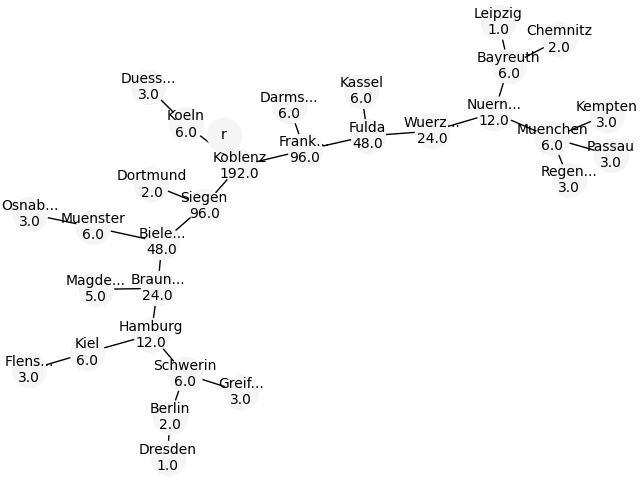 Leipzig
1.0
Chemnitz
2.0
Bayreuth
6.0
Duess...
3.0
Kassel
6.0
Darms...
6.0
Nuern...
12.0
Kempten
3.0
Koeln
6.0
r
Fulda
48.0
Wuerz...
24.0
Muenchen
6.0
Frank...
96.0
Passau
3.0
Koblenz
192.0
Regen...
3.0
Dortmund
2.0
Siegen
96.0
Osnab...
3.0
Muenster
6.0
Biele...
48.0
Magde...
5.0
Braun...
24.0
Hamburg
12.0
Kiel
6.0
Flens...
3.0
Schwerin
6.0
Greif...
3.0
Berlin
2.0
Dresden
1.0